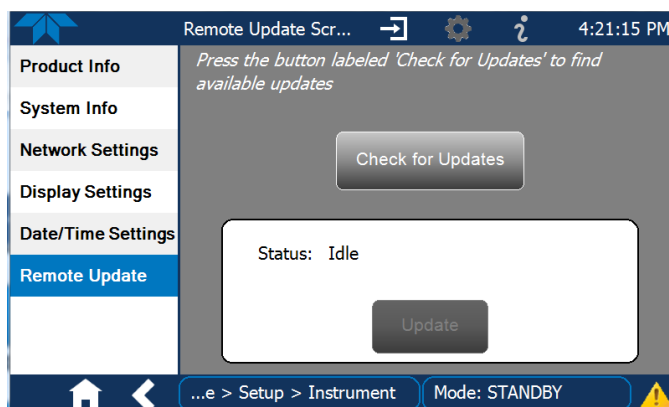 Remote Update Scr...
4:21:15 PM
Product Info
System Info
Network Settings
Display Settings
Date/Time Settings
Remote Update
Press the button labeled 'Check for Updates' to find
available updates
Check for Updates
Status: Idle
Update
...e > Setup > Instrument
Mode: STANDBY